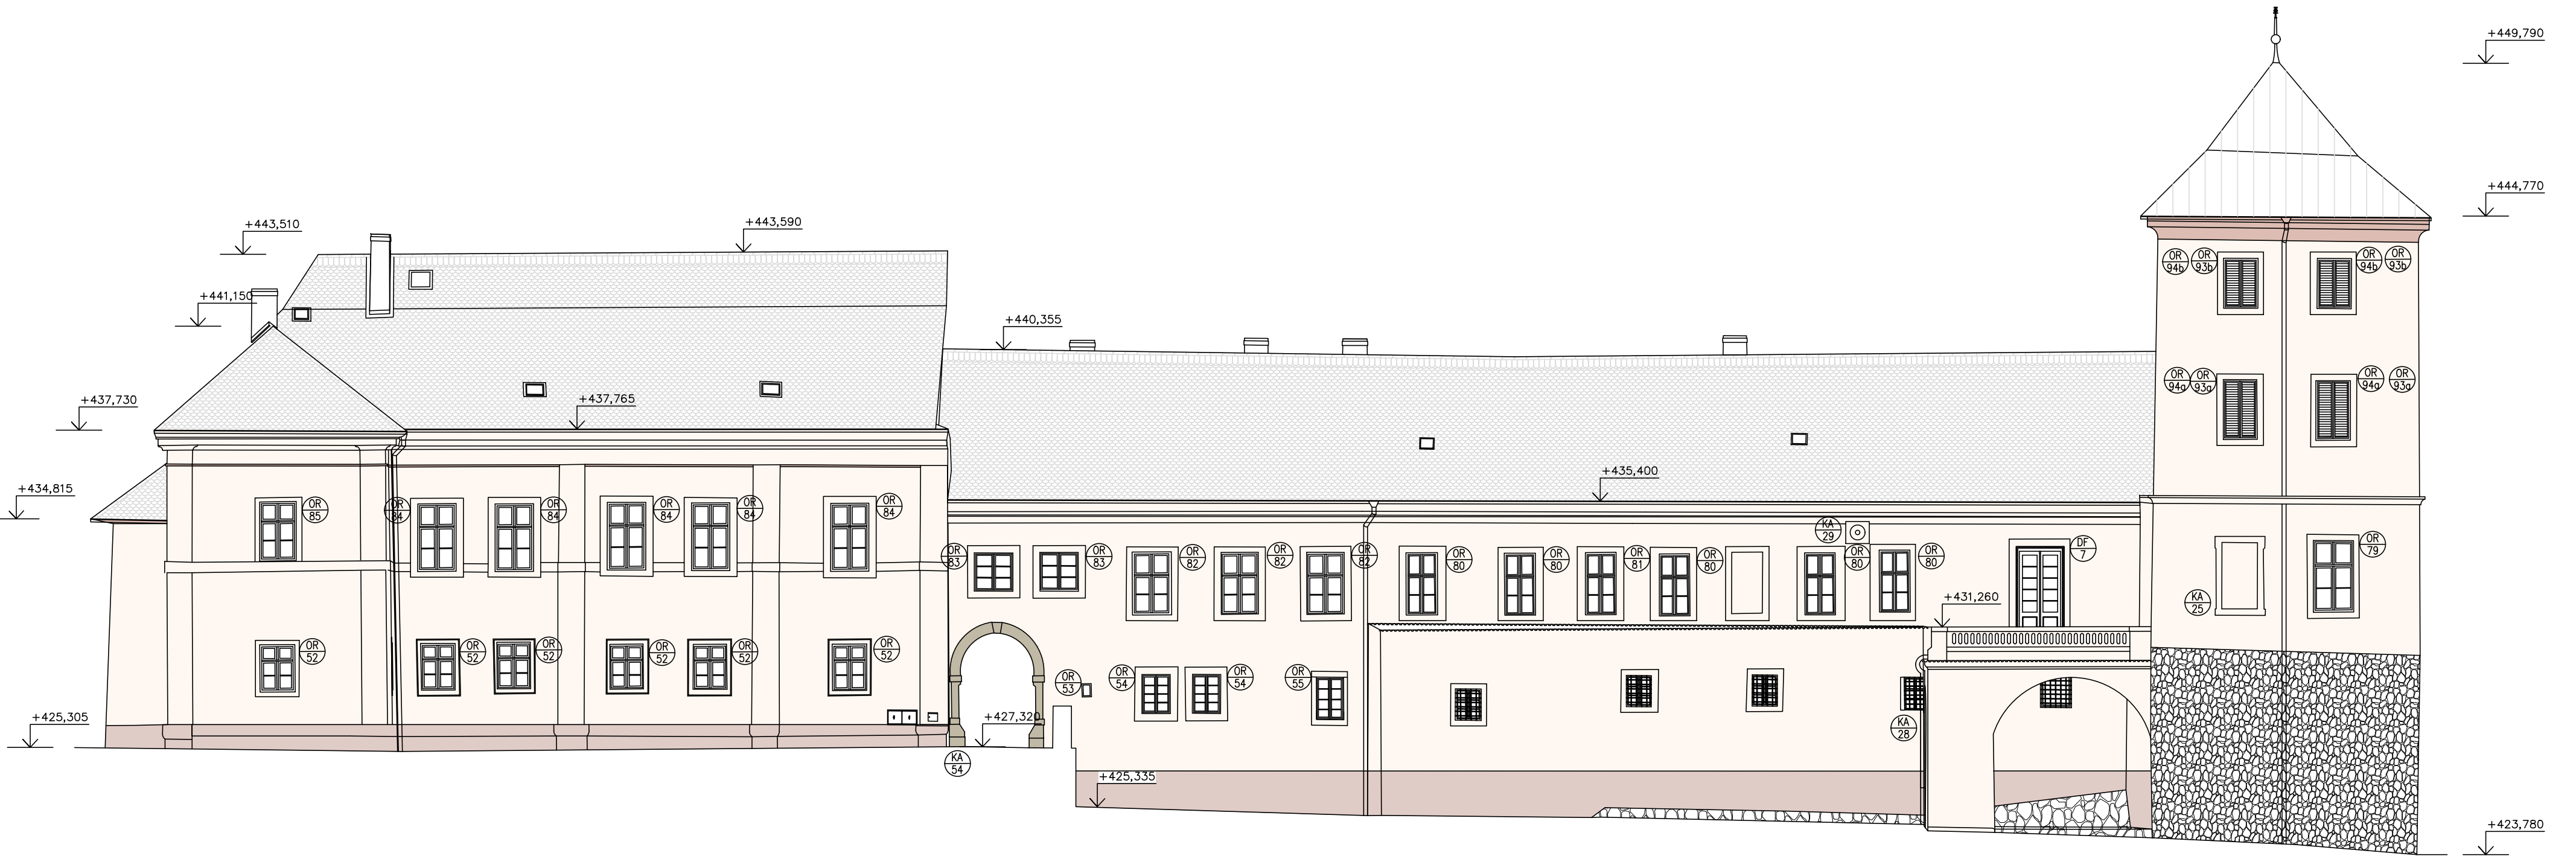 +449,790
+444,770
+443,510
+443,590
OR 94b
OR 93b
OR 94b
OR 93b
+441,150
+440,355
OR 94a
OR 93a
OR 94a
OR 93a
+437,730
+437,765
+435,400
+434,815
OR 85
OR 84
OR 84
OR 84
OR 84
OR 84
KA 29
OR 83
OR 83
OR 82
OR 82
OR 82
OR 80
OR 80
OR 81
OR 80
OR 80
OR 80
DF 7
OR 79
+431,260
KA 25
OR 52
OR 52
OR 52
OR 52
OR 52
OR 52
OR 53
OR 54
OR 54
OR 55
+425,305
+427,320
KA 28
KA 54
+425,335
+423,780